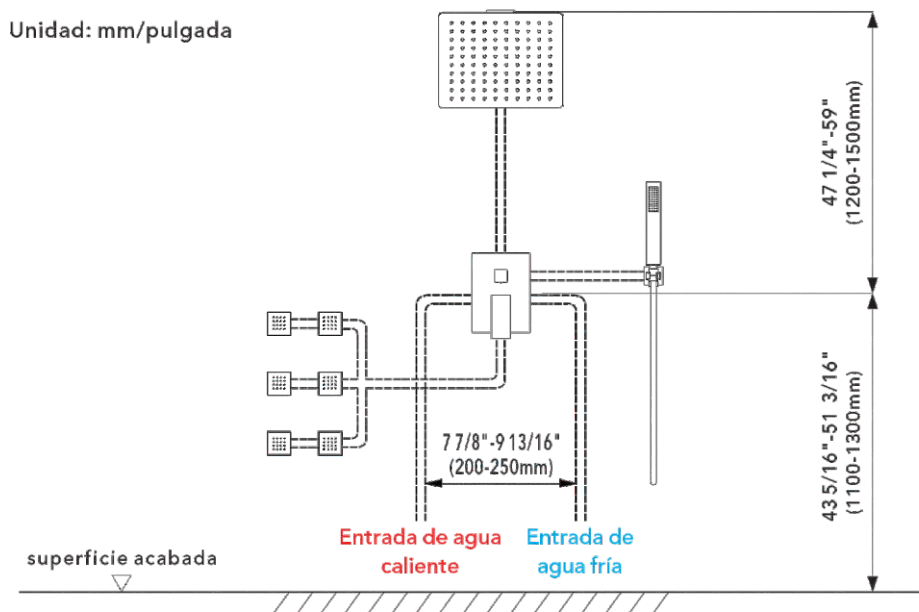 Unidad: mm/pulgada
47 1/4"-59"
(1200-1500mm)
43 5/16"-51 3/16"
(1100-1300mm)
7 7/8"-9 13/16"
(200-250mm)
Entrada de agua
caliente
Entrada de
agua fría
superficie acabada